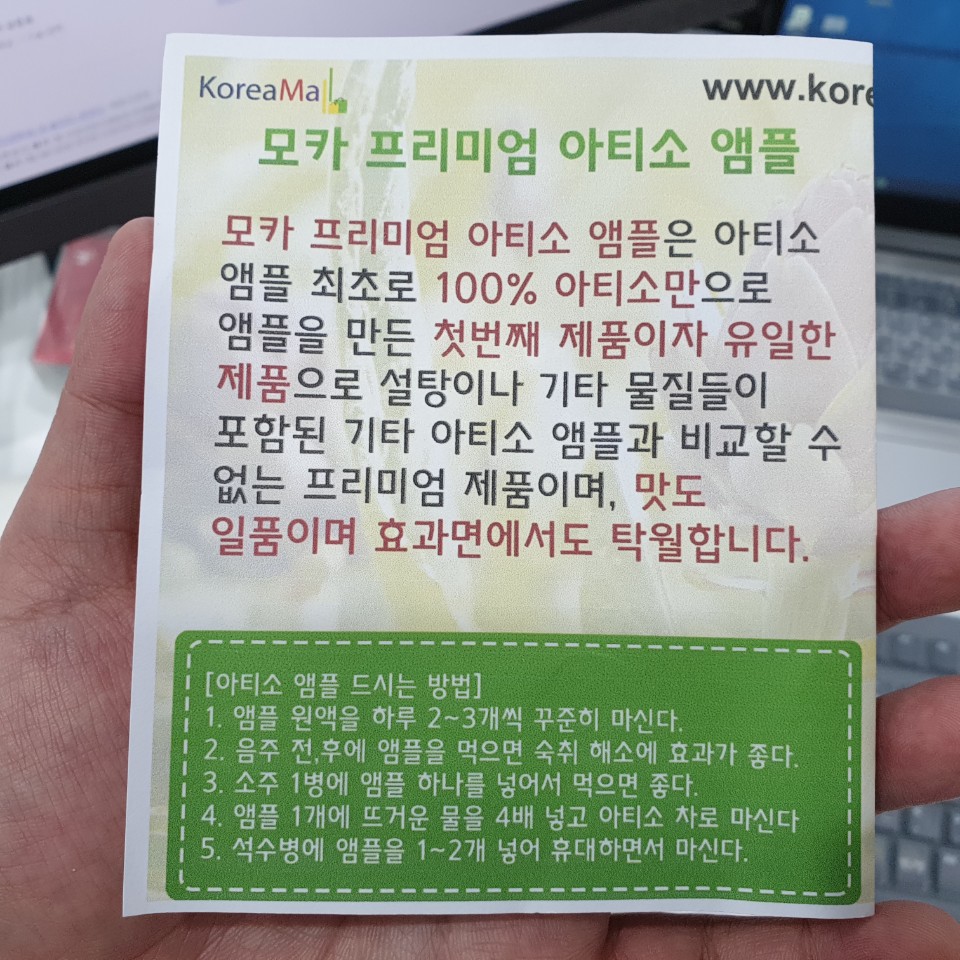 KoreaMall
www.kore
모카 프리미엄 아티소 앰플
모카 프리미엄 아티소 앰플은 아티소
앰플 최초로 100% 아티소만으로
앰플을 만든 첫번째 제품이자 유일한
제품으로 설탕이나 기타 물질들이
포함된 기타 아티소 앰플과 비교할 수
없는 프리미엄 제품이며, 맛도
일품이며 효과면에서도 탁월합니다.
[아티소 앰플 드시는 방법]
1. 앰플 원액을 하루 2~3개씩 꾸준히 마신다.
2. 음주 전,후에 앰플을 먹으면 숙취 해소에 효과가 좋다.
3. 소주 1병에 앰플 하나를 넣어서 먹으면 좋다.
4. 앰플 1개에 뜨거운 물을 4배 넣고 아티소 차로 마신다
5. 석수병에 앰플을 1~2개 넣어 휴대하면서 마신다.